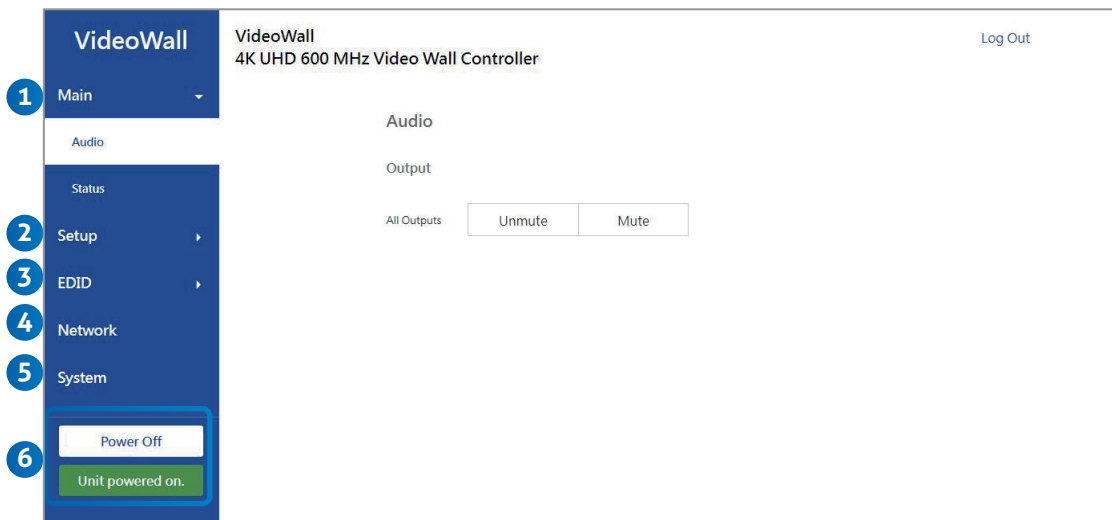 VideoWall
VideoWall
4K UHD 600 MHz Video Wall Controller
Log Out
1
Main
Audio
Status
2
Setup
3
EDID
4
Network
5
System
6
Power Off
Unit powered on.
Audio
Output
All Outputs Unmute Mute